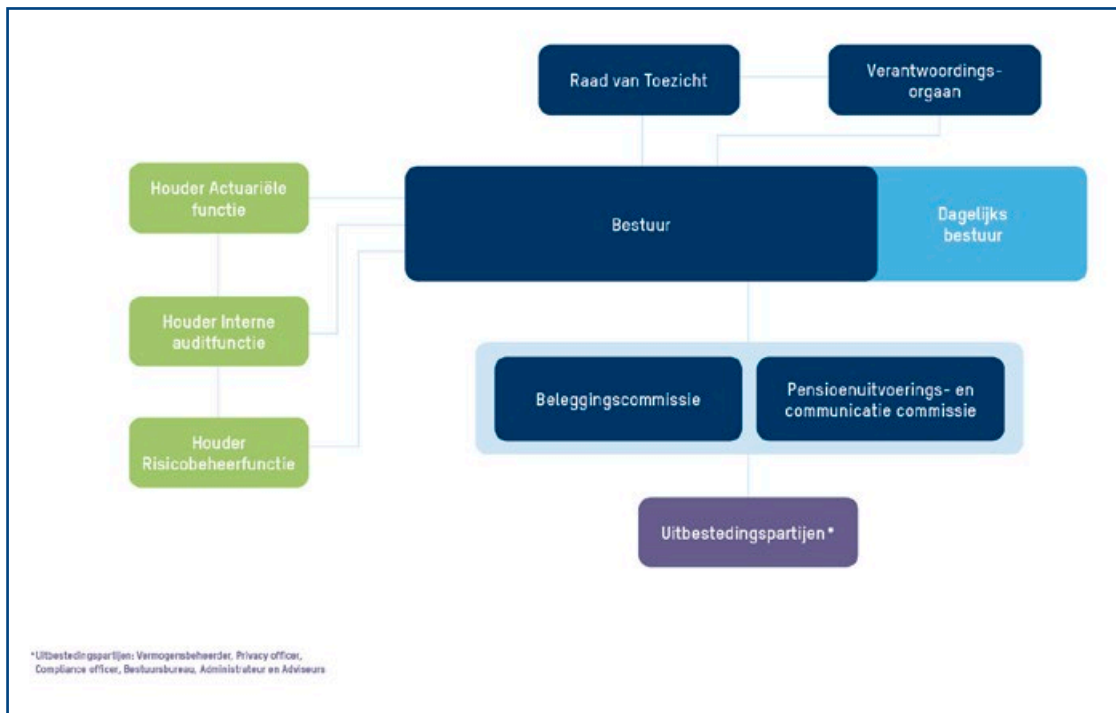 Raad van Toezicht
Verantwoordings-
orgaan
Houder Actuariële
functie
Bestuur
Dagelijks
bestuur
Houder Interne
auditfunctie
Beleggingscommissie
Pensioenuitvoerings- en
communicatie commissie
Houder
Risicobeheerfunctie
Uitbestedingspartijen*
*Uitbestedingspartijen: Vermogensbeheerder, Privacy officer,
Compliance officer, Bestuursbureau, Administrateur en Adviseurs